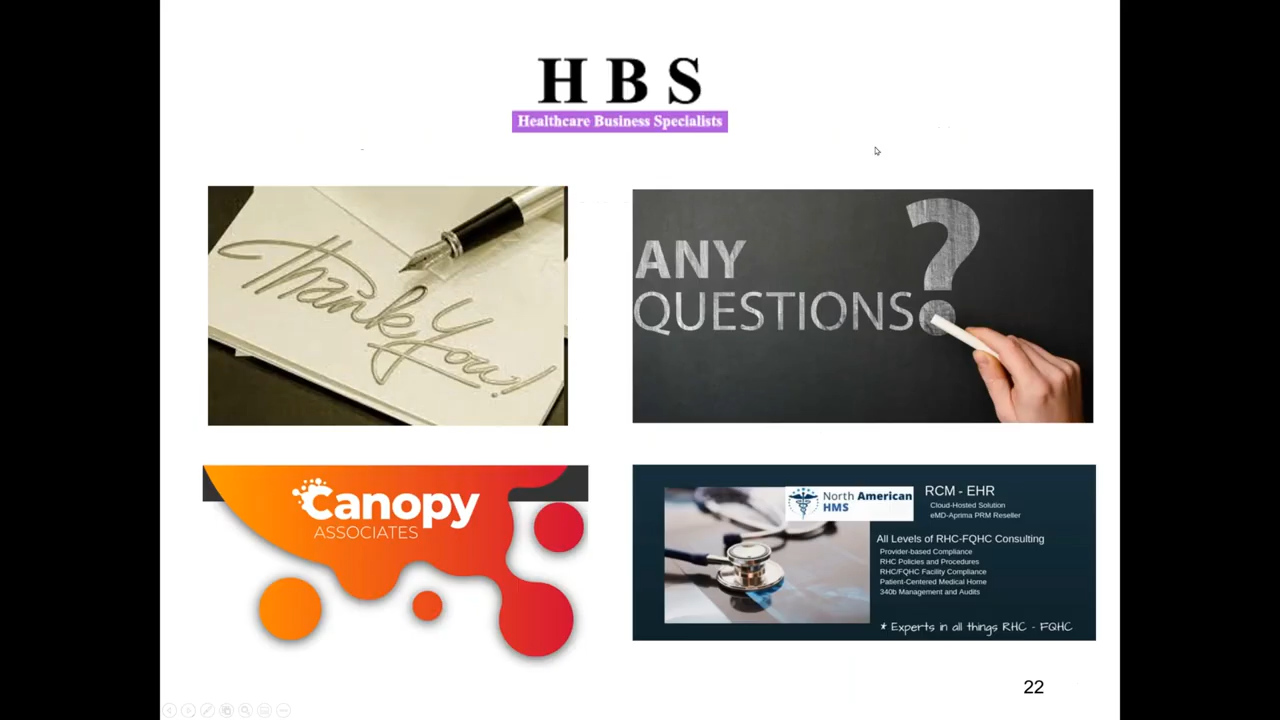 H B S
Healthcare Business Specialists
Thank You!
ANY
QUESTIONS?
Canopy
ASSOCIATES
North American
HMS
RCM - EHR
Cloud-Hosted Solution
eMD-Aprima PRM Reseller
All Levels of RHC-FQHC Consulting
Provider-based Compliance
RHC Policies and Procedures
RHC/FQHC Facility Compliance
Patient-Centered Medical Home
340b Management and Audits
* Experts in all things RHC - FQHC
22